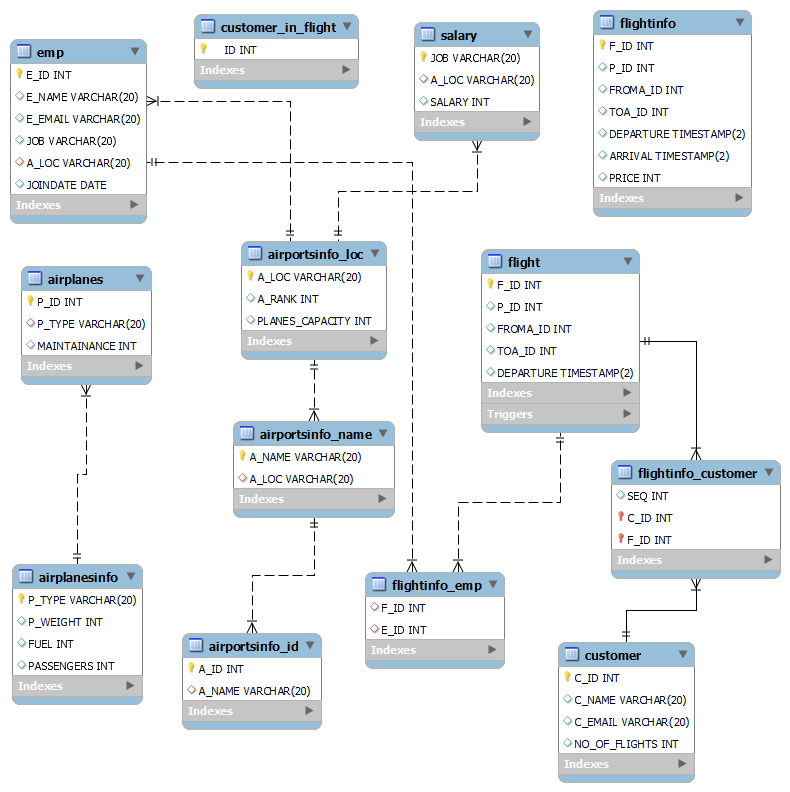 emp
E_ID INT
E_NAME VARCHAR(20)
E_EMAIL VARCHAR(20)
JOB VARCHAR(20)
A_LOC VARCHAR(20)
JOINDATE DATE
Indexes
customer_in_flight
ID INT
Indexes
salary
JOB VARCHAR(20)
A_LOC VARCHAR(20)
SALARY INT
Indexes
flightinfo
F_ID INT
P_ID INT
FROMA_ID INT
TOA_ID INT
DEPARTURE TIMESTAMP(2)
ARRIVAL TIMESTAMP(2)
PRICE INT
Indexes
airplanes
P_ID INT
P_TYPE VARCHAR(20)
MAINTAINANCE INT
Indexes
airportsinfo_loc
A_LOC VARCHAR(20)
A_RANK INT
PLANES_CAPACITY INT
Indexes
flight
F_ID INT
P_ID INT
FROMA_ID INT
TOA_ID INT
DEPARTURE TIMESTAMP(2)
Indexes
Triggers
airportsinfo_name
A_NAME VARCHAR(20)
A_LOC VARCHAR(20)
Indexes
flightinfo_customer
SEQ INT
C_ID INT
F_ID INT
Indexes
airplanesinfo
P_TYPE VARCHAR(20)
P_WEIGHT INT
FUEL INT
PASSENGERS INT
Indexes
flightinfo_emp
F_ID INT
E_ID INT
Indexes
airportsinfo_id
A_ID INT
A_NAME VARCHAR(20)
Indexes
customer
C_ID INT
C_NAME VARCHAR(20)
C_EMAIL VARCHAR(20)
NO_OF_FLIGHTS INT
Indexes